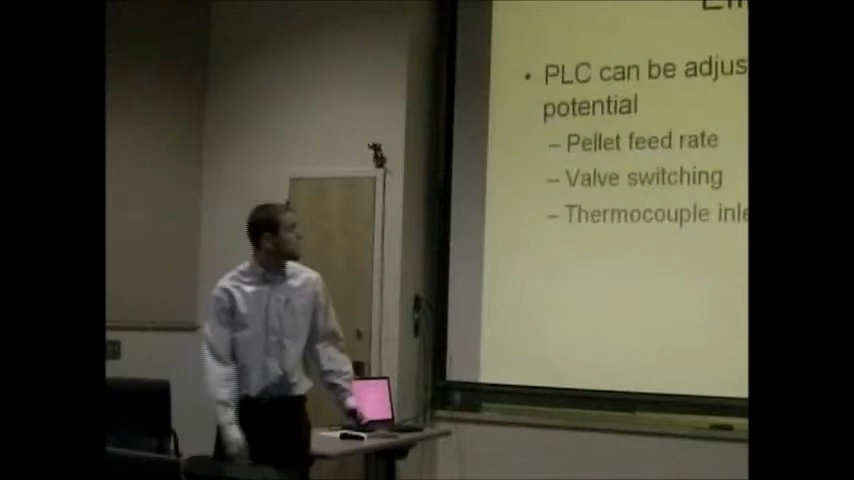 • PLC can be adjus
potential
– Pellet feed rate
– Valve switching
– Thermocouple inle